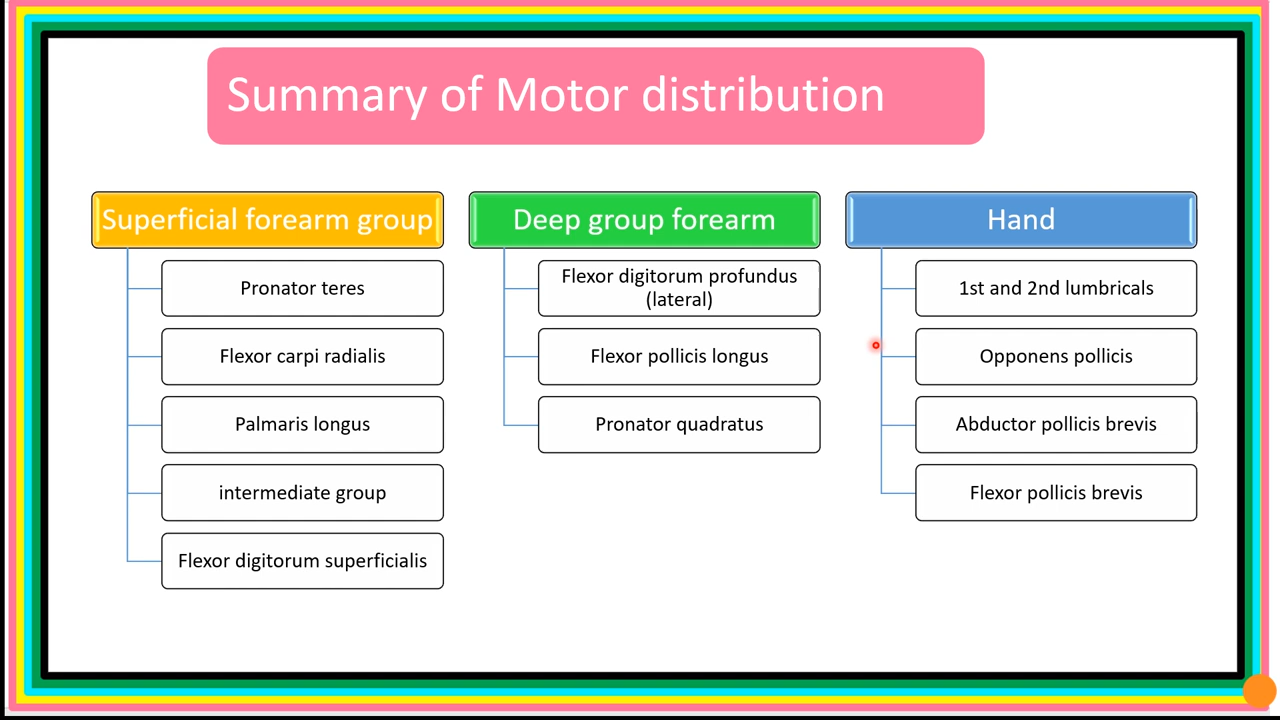 Summary of Motor distribution
Superficial forearm group
Pronator teres
Flexor carpi radialis
Palmaris longus
intermediate group
Flexor digitorum superficialis
Deep group forearm
Flexor digitorum profundus
(lateral)
Flexor pollicis longus
Pronator quadratus
Hand
1st and 2nd lumbricals
Opponens pollicis
Abductor pollicis brevis
Flexor pollicis brevis